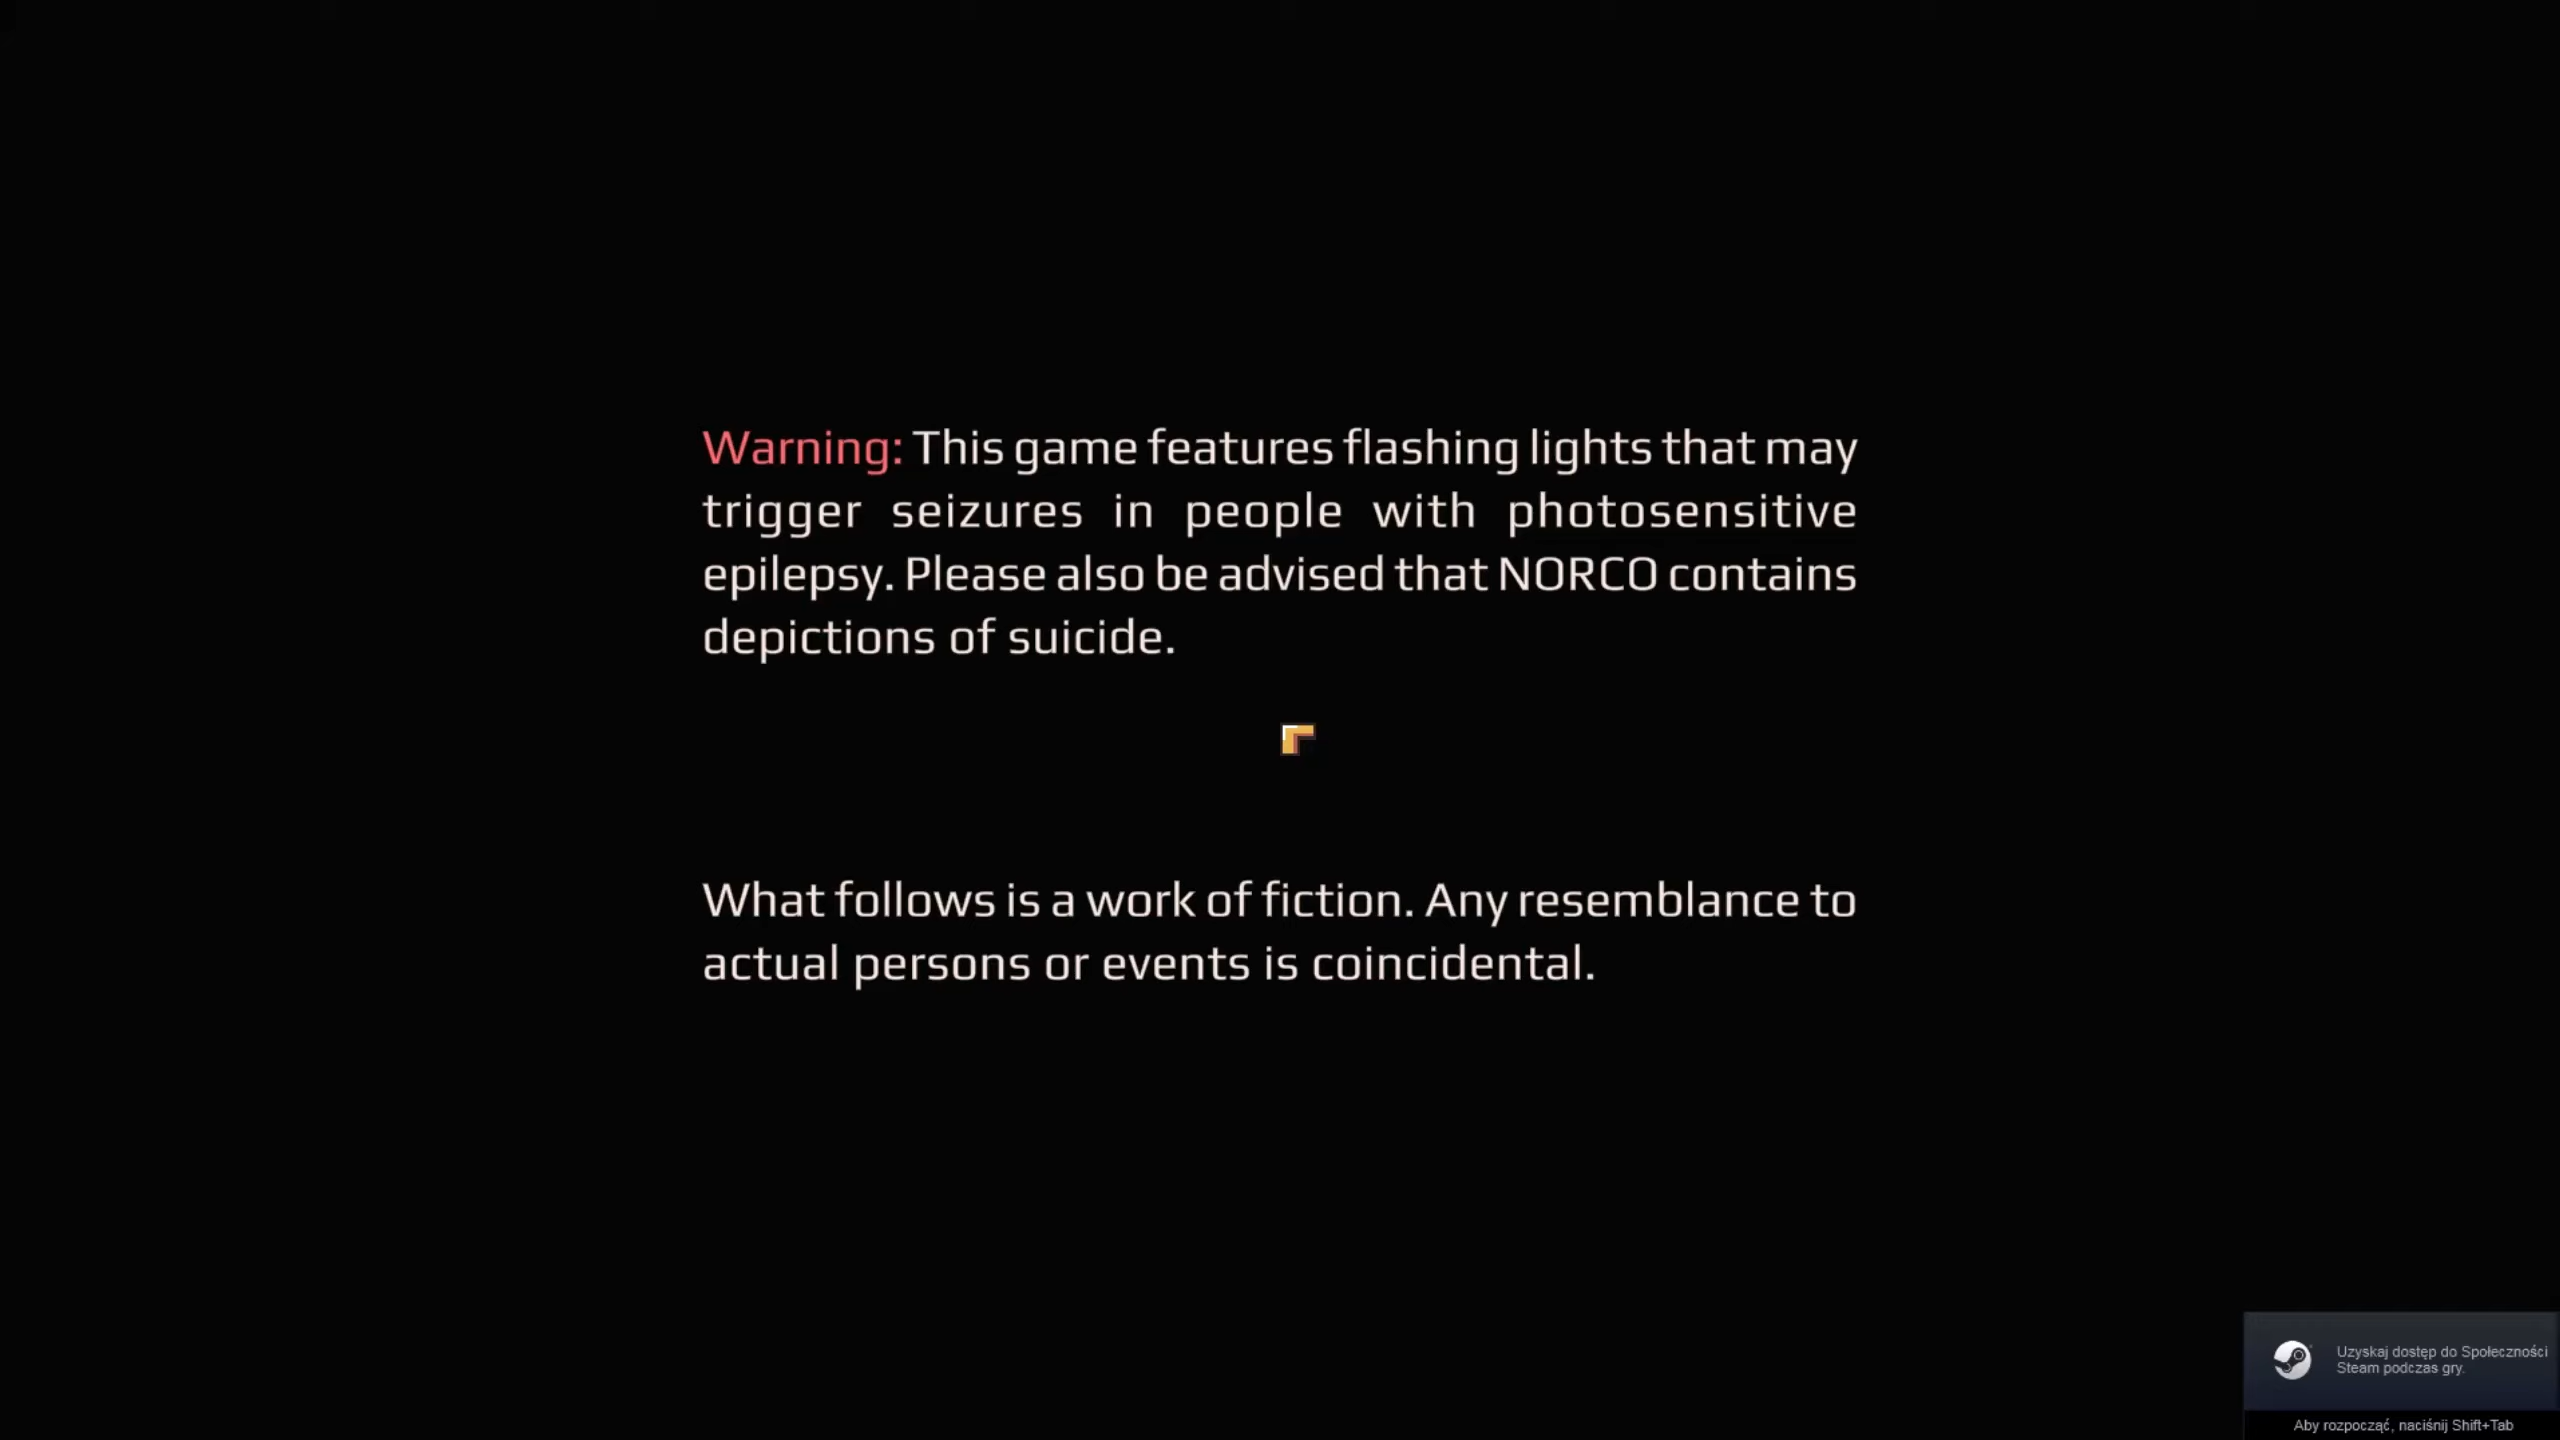 Warning: This game features flashing lights that may
trigger seizures in people with photosensitive
epilepsy. Please also be advised that NORCO contains
depictions of suicide.
What follows is a work of fiction. Any resemblance to
actual persons or events is coincidental.
Uzyskaj dostęp do Społeczności
Steam podczas gry.
Aby rozpocząć, naciśnij Shift+Tab